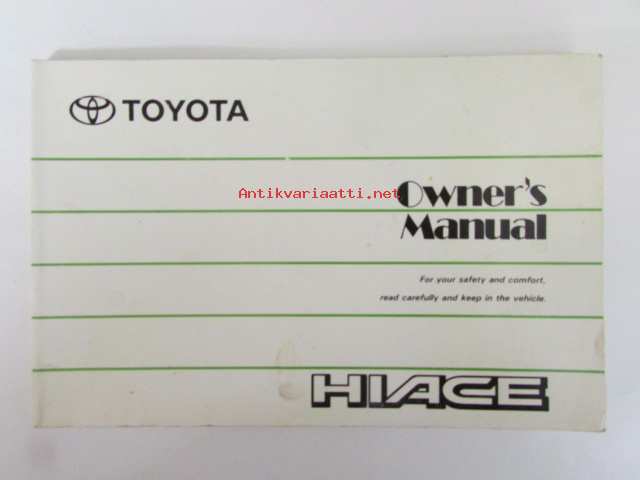 TOYOTA
Antikvariaatti.net
Owner's
Manual
For your safety and comfort,
read carefully and keep in the vehicle.
HIACE